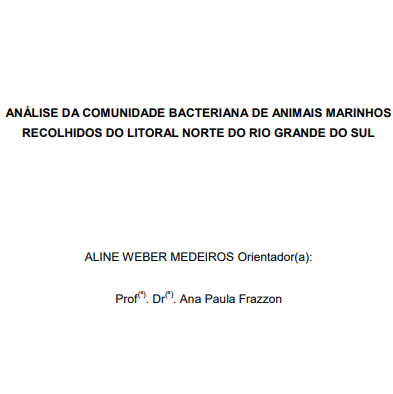 ANÁLISE DA COMUNIDADE BACTERIANA DE ANIMAIS MARINHOS
RECOLHIDOS DO LITORAL NORTE DO RIO GRANDE DO SUL
ALINE WEBER MEDEIROS Orientador(a):
Prof(ª). Dr(ª). Ana Paula Frazzon